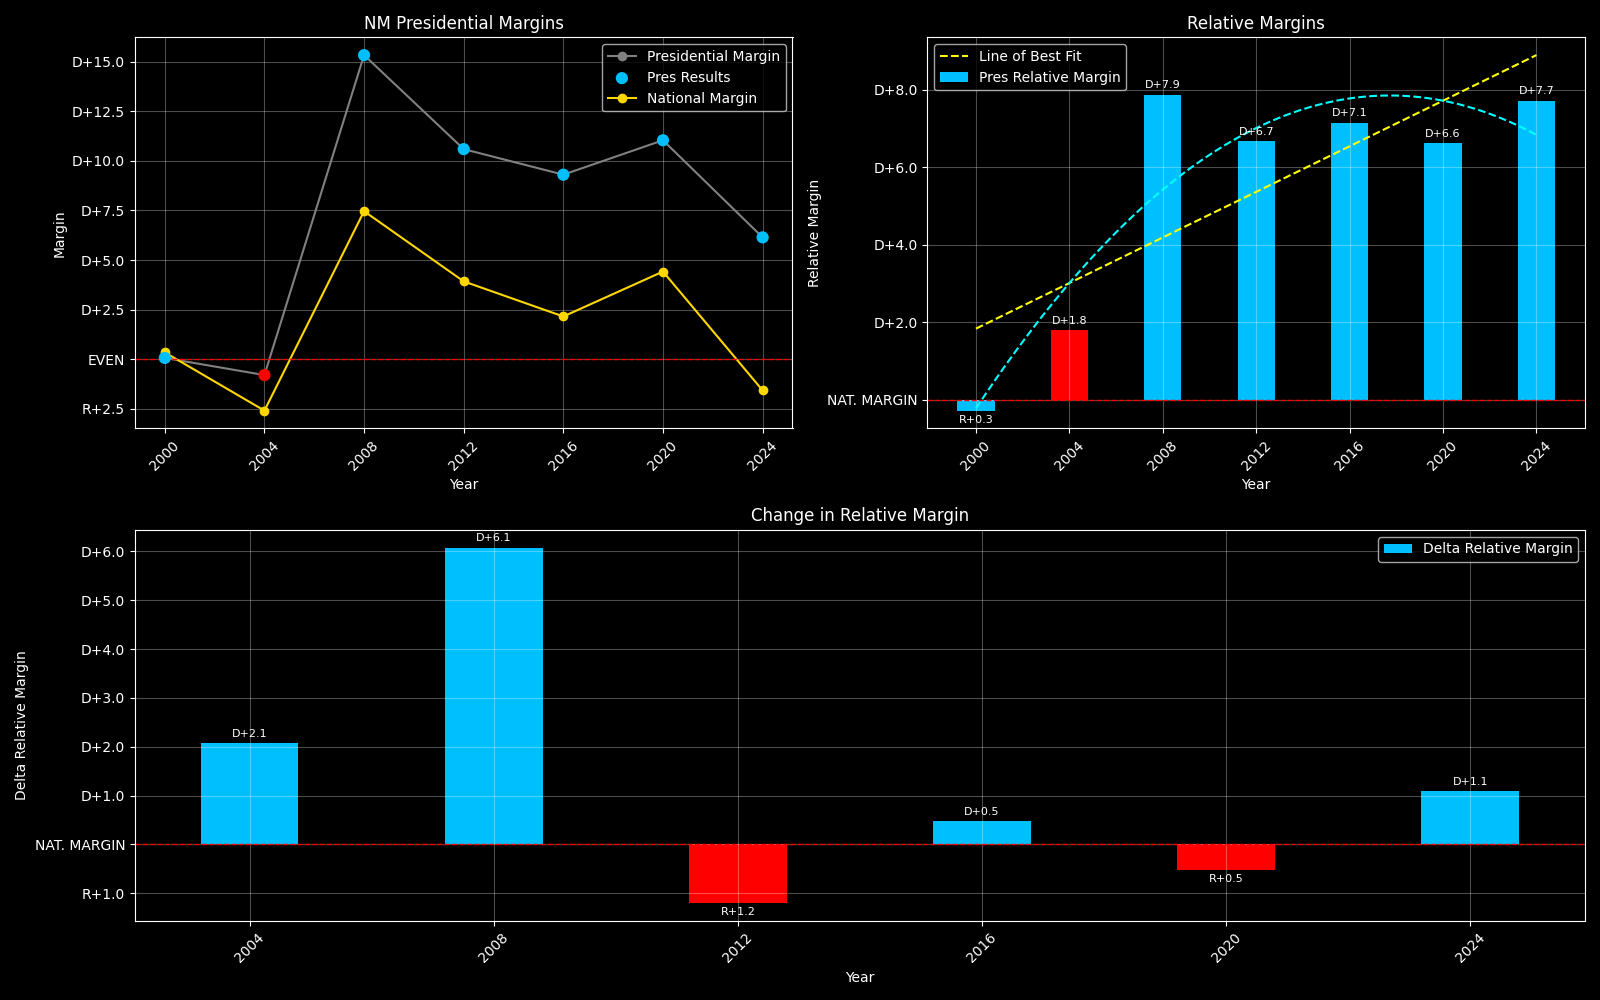 NM Presidential Margins
Presidential Margin
Pres Results
National Margin
Margin
D+15.0
D+12.5
D+10.0
D+7.5
D+5.0
D+2.5
EVEN
R+2.5
2000
2004
2008
2012
2016
2020
2024
Year
Relative Margins
Line of Best Fit
Pres Relative Margin
Relative Margin
D+8.0
D+6.0
D+4.0
D+2.0
NAT. MARGIN
R+0.3
D+1.8
D+7.9
D+6.7
D+7.1
D+6.6
D+7.7
2000
2004
2008
2012
2016
2020
2024
Year
Change in Relative Margin
Delta Relative Margin
Delta Relative Margin
D+6.0
D+5.0
D+4.0
D+3.0
D+2.0
D+1.0
NAT. MARGIN
R+1.0
D+2.1
D+6.1
R+1.2
D+0.5
R+0.5
D+1.1
2004
2008
2012
2016
2020
2024
Year